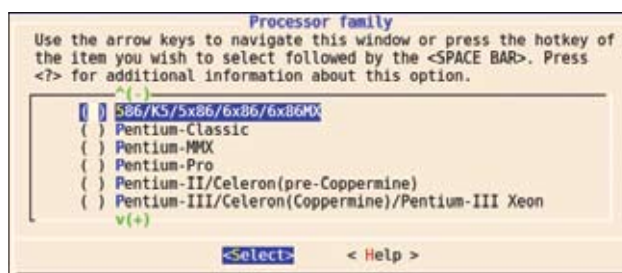 Processor family
Use the arrow keys to navigate this window or press the hotkey of
the item you wish to select followed by the <SPACE BAR>. Press
<?> for additional information about this option.
^(-)
( ) 586/K5/5x86/6x86/6x86MX
( ) Pentium-Classic
( ) Pentium-MMX
( ) Pentium-Pro
( ) Pentium-II/Celeron(pre-Coppermine)
( ) Pentium-III/Celeron(Coppermine)/Pentium-III Xeon
v(+)
<Select> < Help >